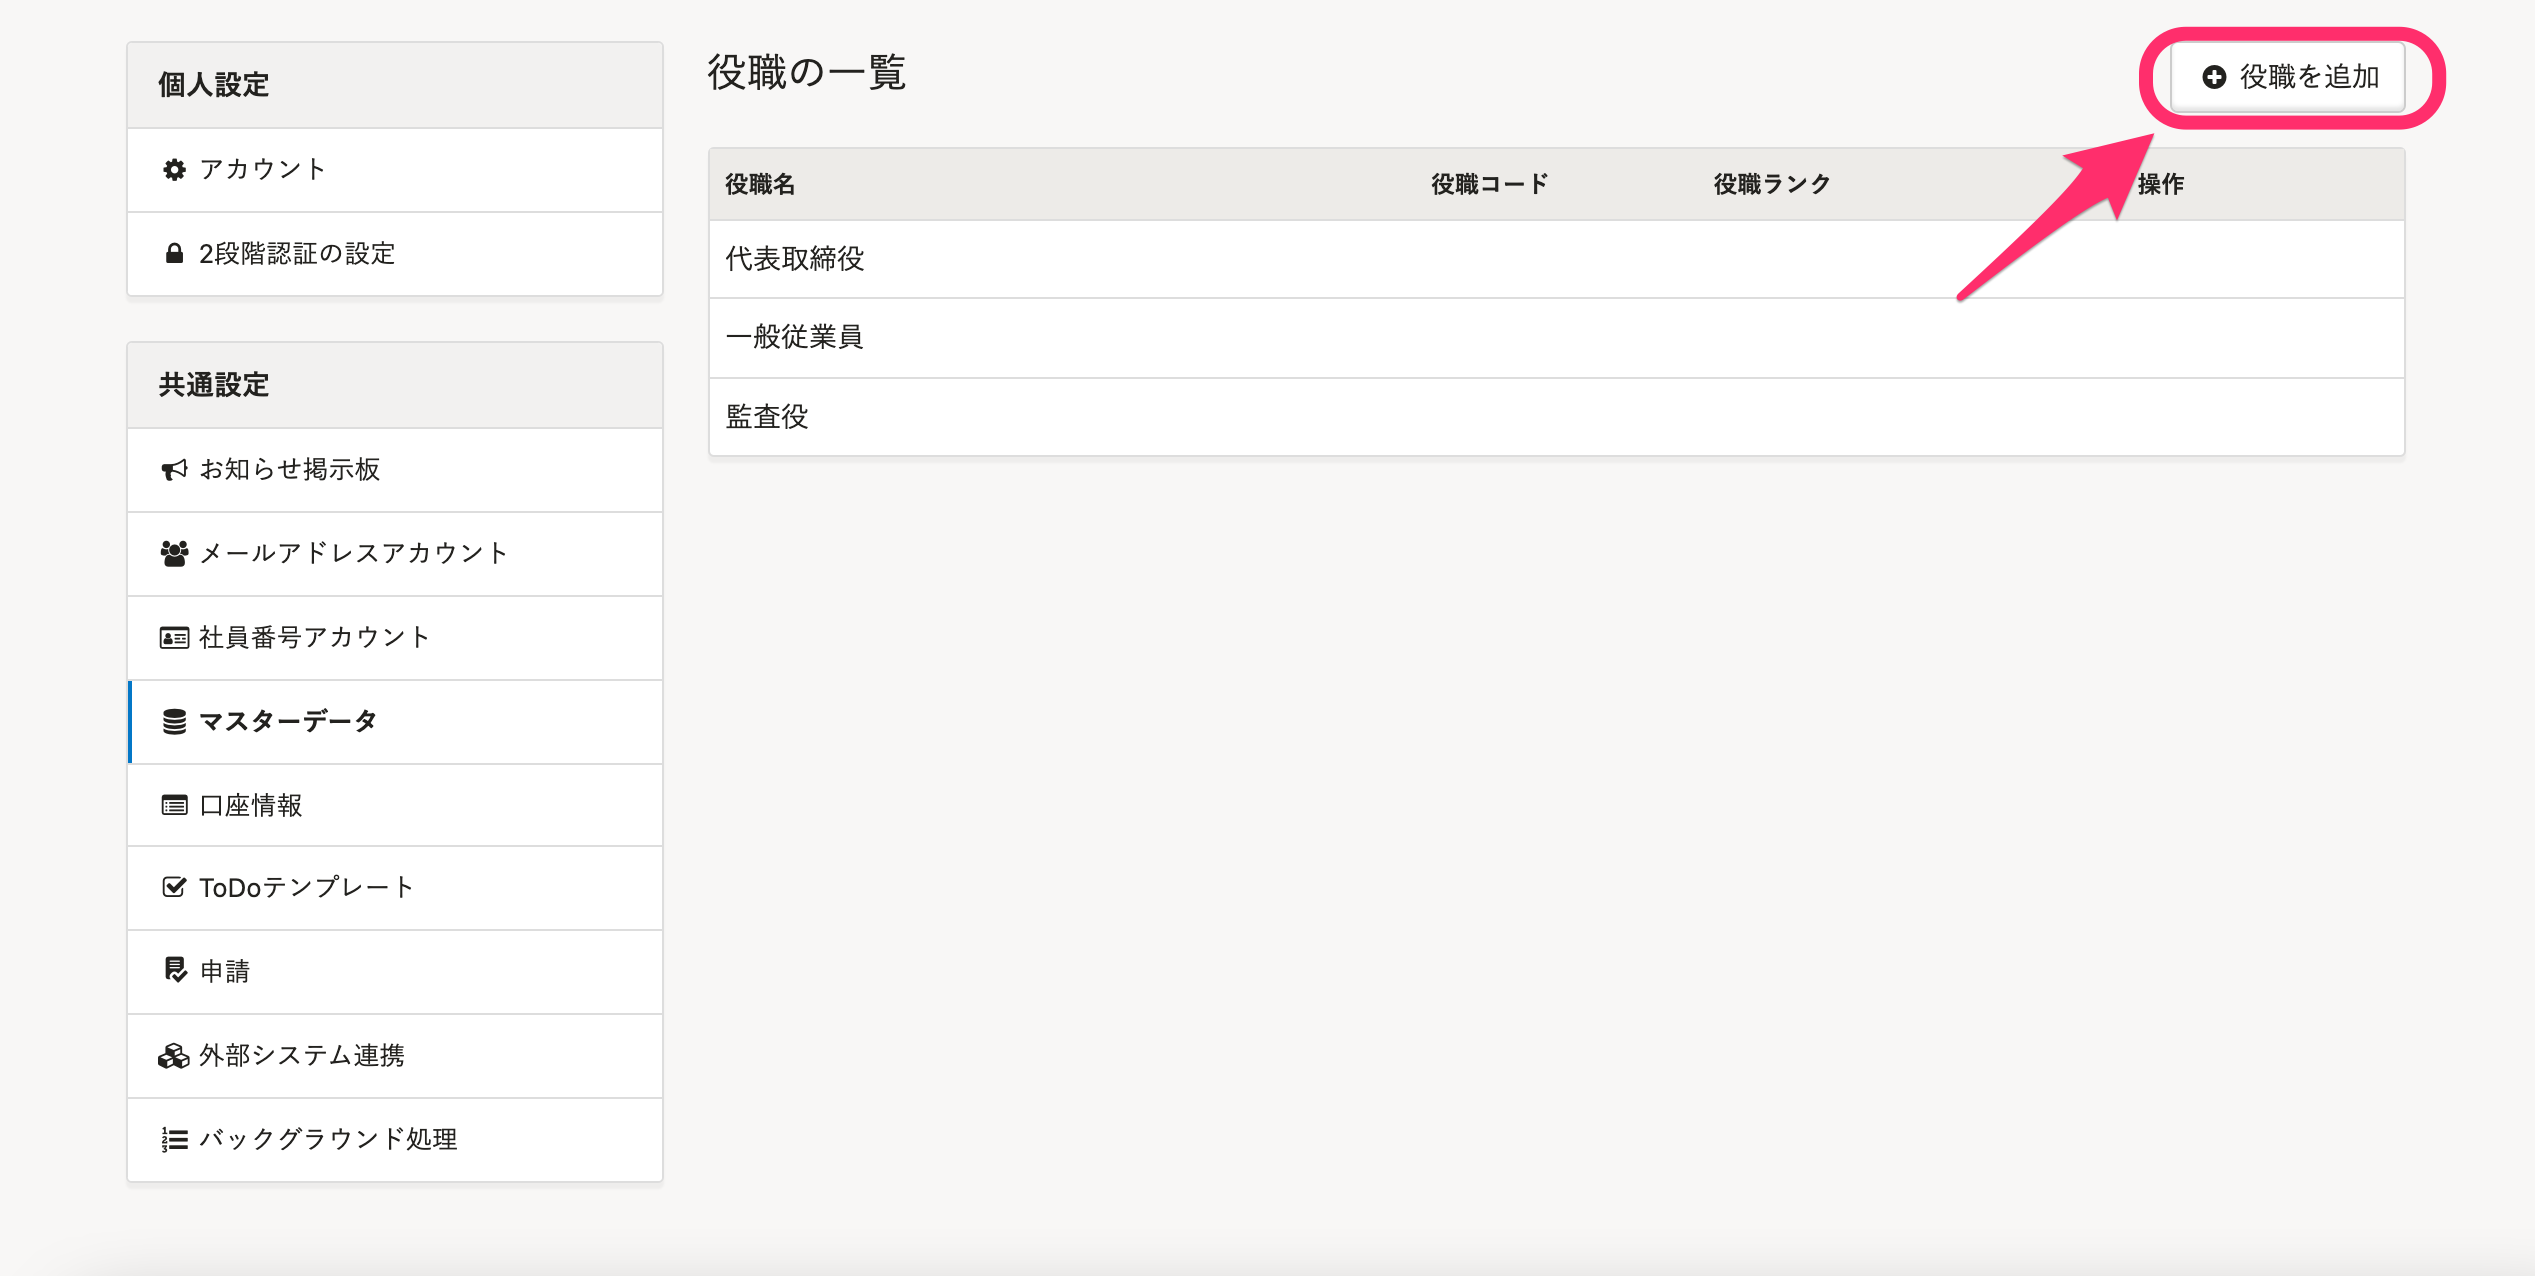 個人設定
アカウント
2段階認証の設定
共通設定
お知らせ掲示板
メールアドレスアカウント
社員番号アカウント
マスターデータ
口座情報
ToDoテンプレート
申請
外部システム連携
バックグラウンド処理
役職の一覧
役職を追加
役職名 役職コード 役職ランク 操作
代表取締役
一般従業員
監査役